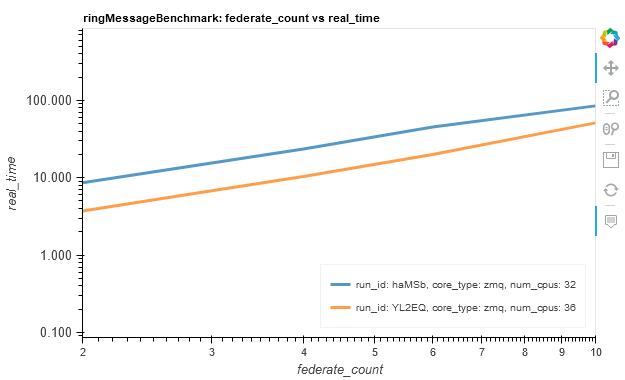 ringMessageBenchmark: federate_count vs real_time
real_time
100.000
10.000
1.000
0.100
run_id: haMSb, core_type: zmq, num_cpus: 32
run_id: YL2EQ, core_type: zmq, num_cpus: 36
2 3 4 5 6 7 8 9 10
federate_count